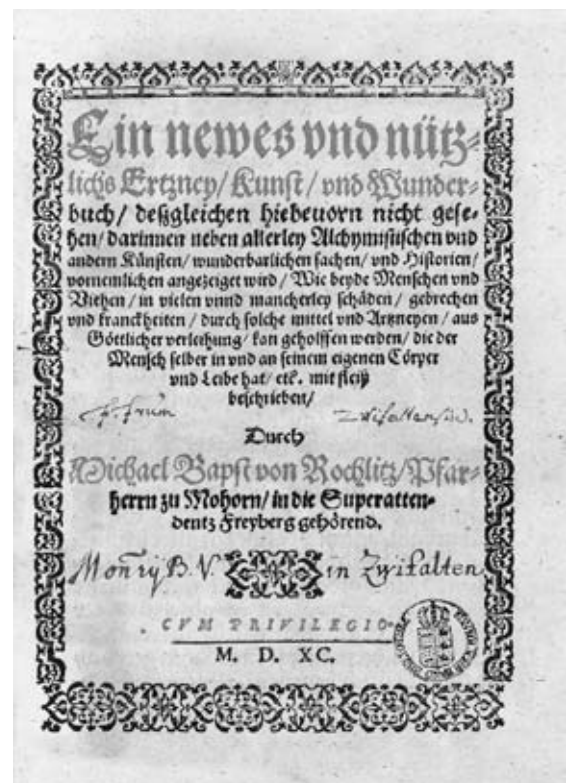 Ein newes vnd nütz-
lichs Ertzney/ Kunst/ vnd Wunder-
buch/ deßgleichen hiebeuorn nicht gese-
hen/ darinnen neben allerley Alchymistischen vnd
andern Künsten/ wunderbarlichen sachen/ vnd Historien/
vornemlichen angezeiget wird/ Wie beyde Menschen vnd
Viehen/ in vielen vnnd mancherley schäden/ gebrechen
vnd kranckheiten/ durch solche mittel vnd Artzneyen/ aus
Göttlicher verleihung/ kan geholffen werden/ die der
Mensch selber in vnd an seinem eigenen Cörper
vnd Leibe hat/ etc. mit fleiß
beschrieben/
Durch
Michael Bapst von Rochlitz/ Pfar-
herrn zu Mohorn/ in die Superatten-
dentz Freyberg gehörend.
Monrij B. V. in Zwifalten
CVM PRIVILEGIO
M. D. XC.